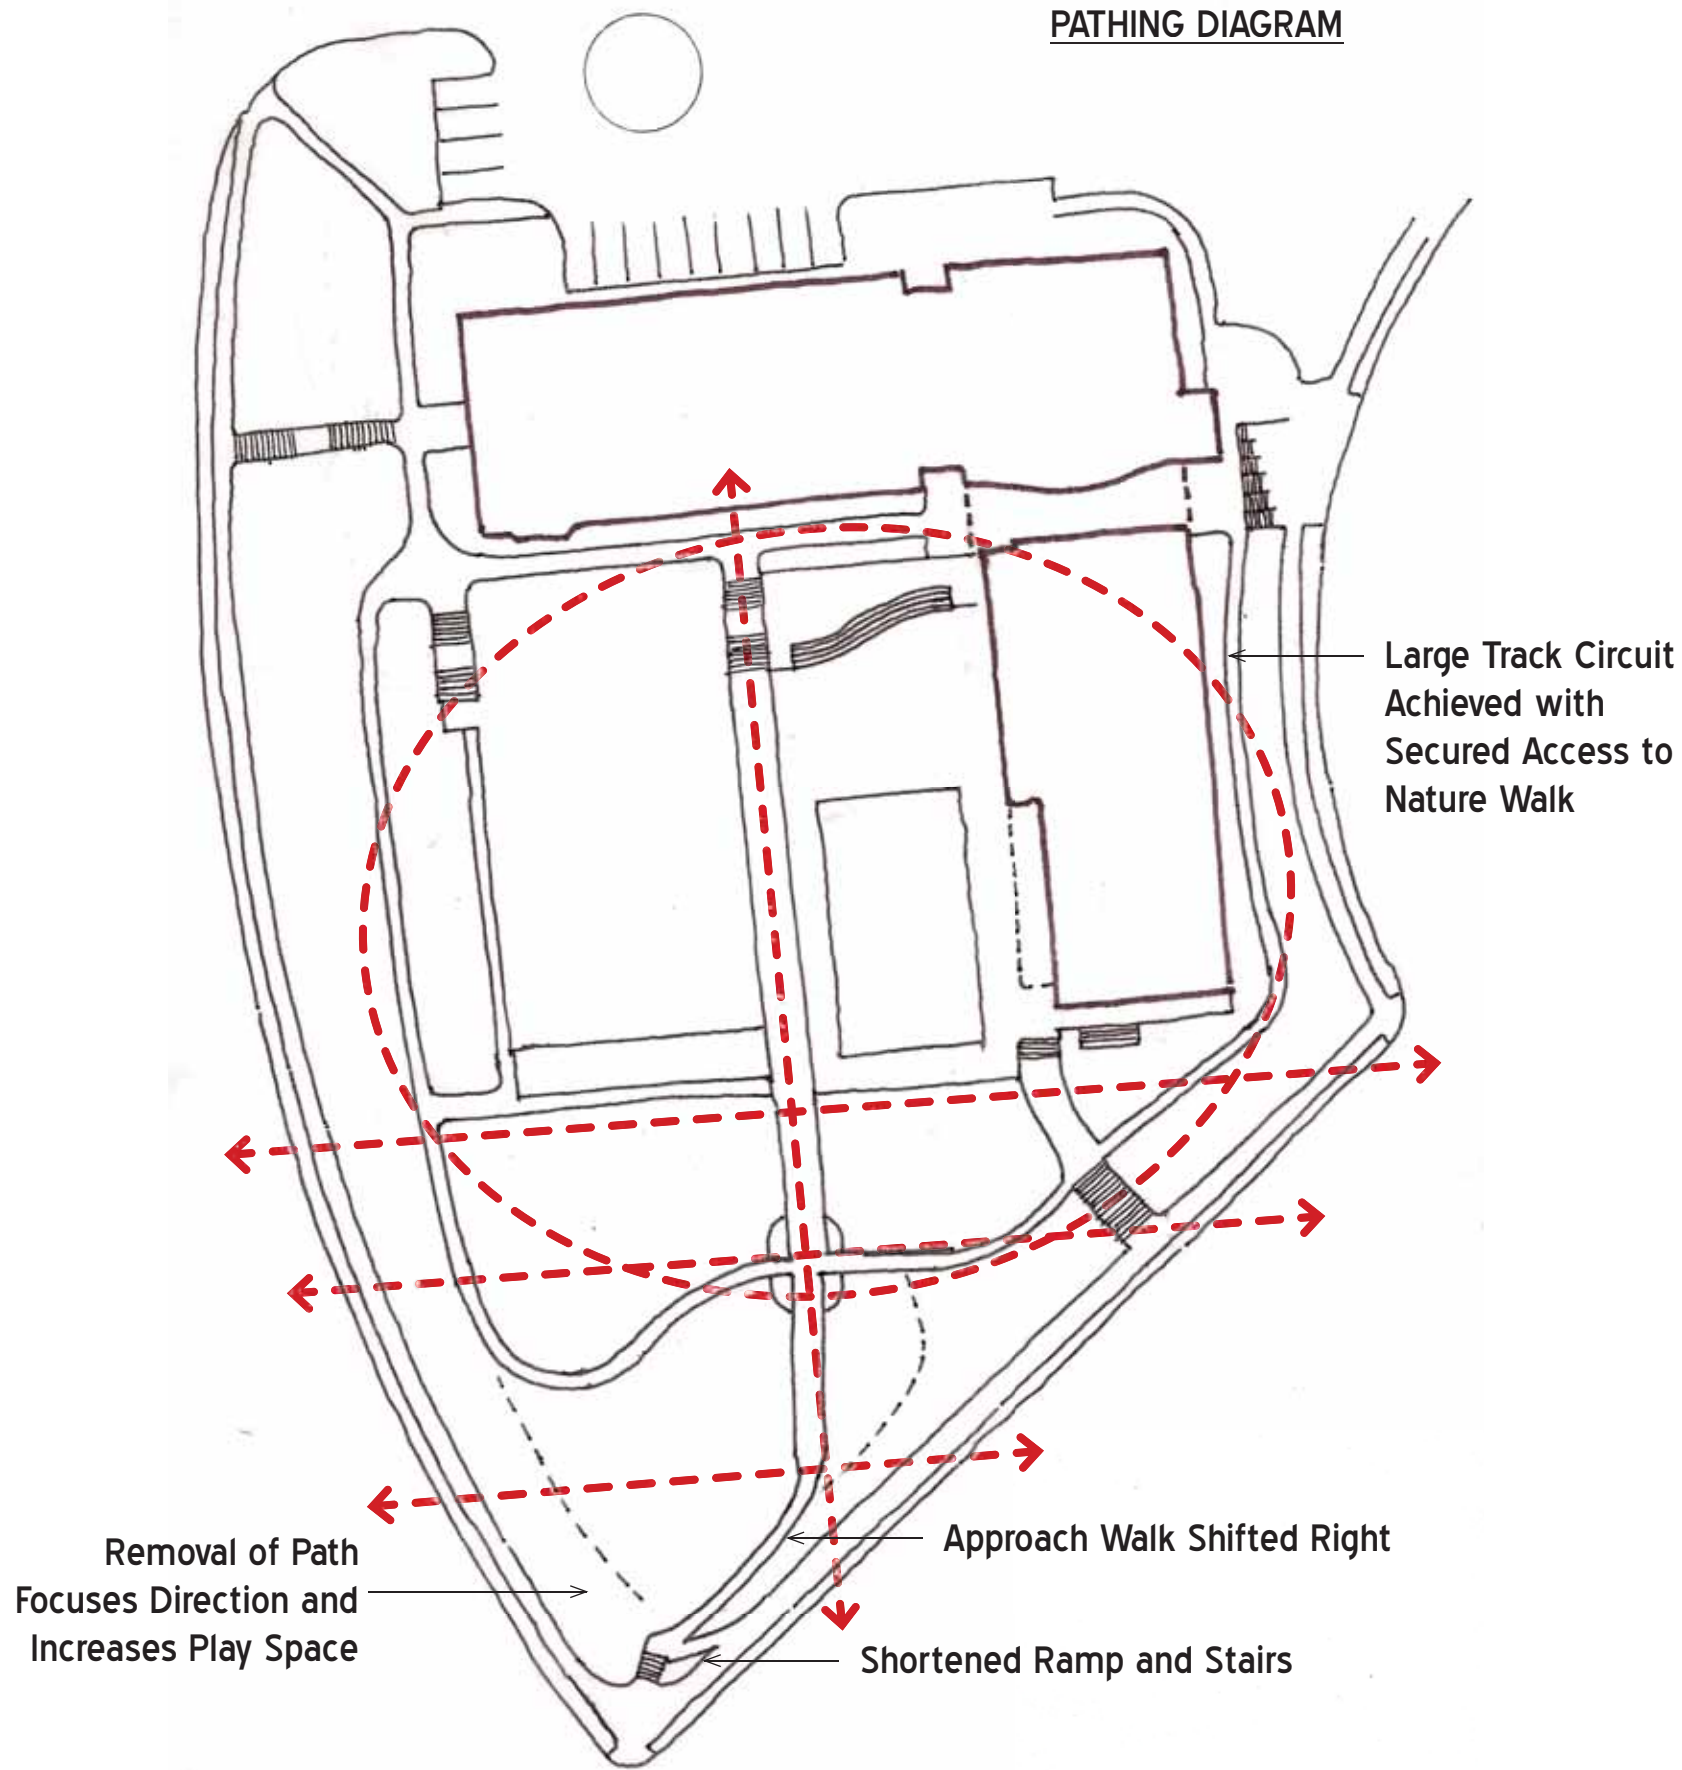 PATHING DIAGRAM
Large Track Circuit
Achieved with
Secured Access to
Nature Walk
Approach Walk Shifted Right
Removal of Path
Focuses Direction and
Increases Play Space
Shortened Ramp and Stairs